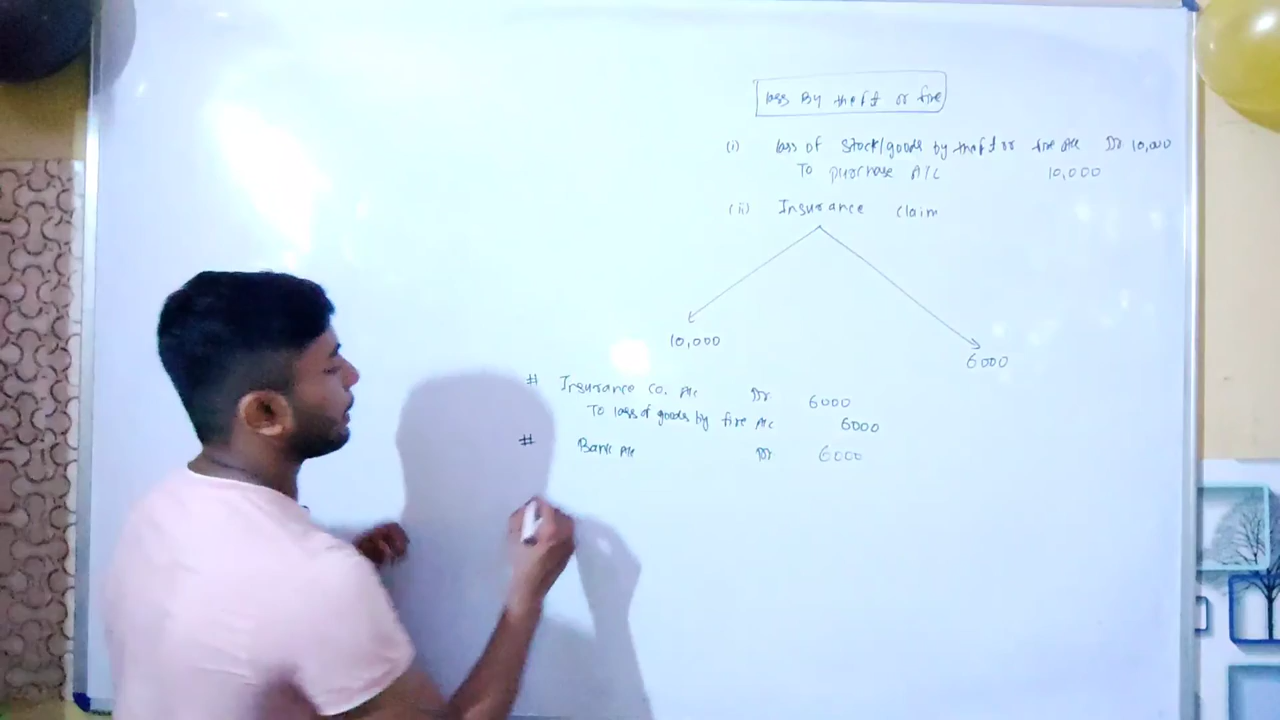 loss By theft or fire
(i) loss of stock/goods by theft or fire A/c Dr 10,000
To purchase A/C 10,000
(ii) Insurance claim
10,000
6000
# Insurance Co. A/c Dr 6000
To loss of goods by fire A/c 6000
# Bank A/c Dr 6000